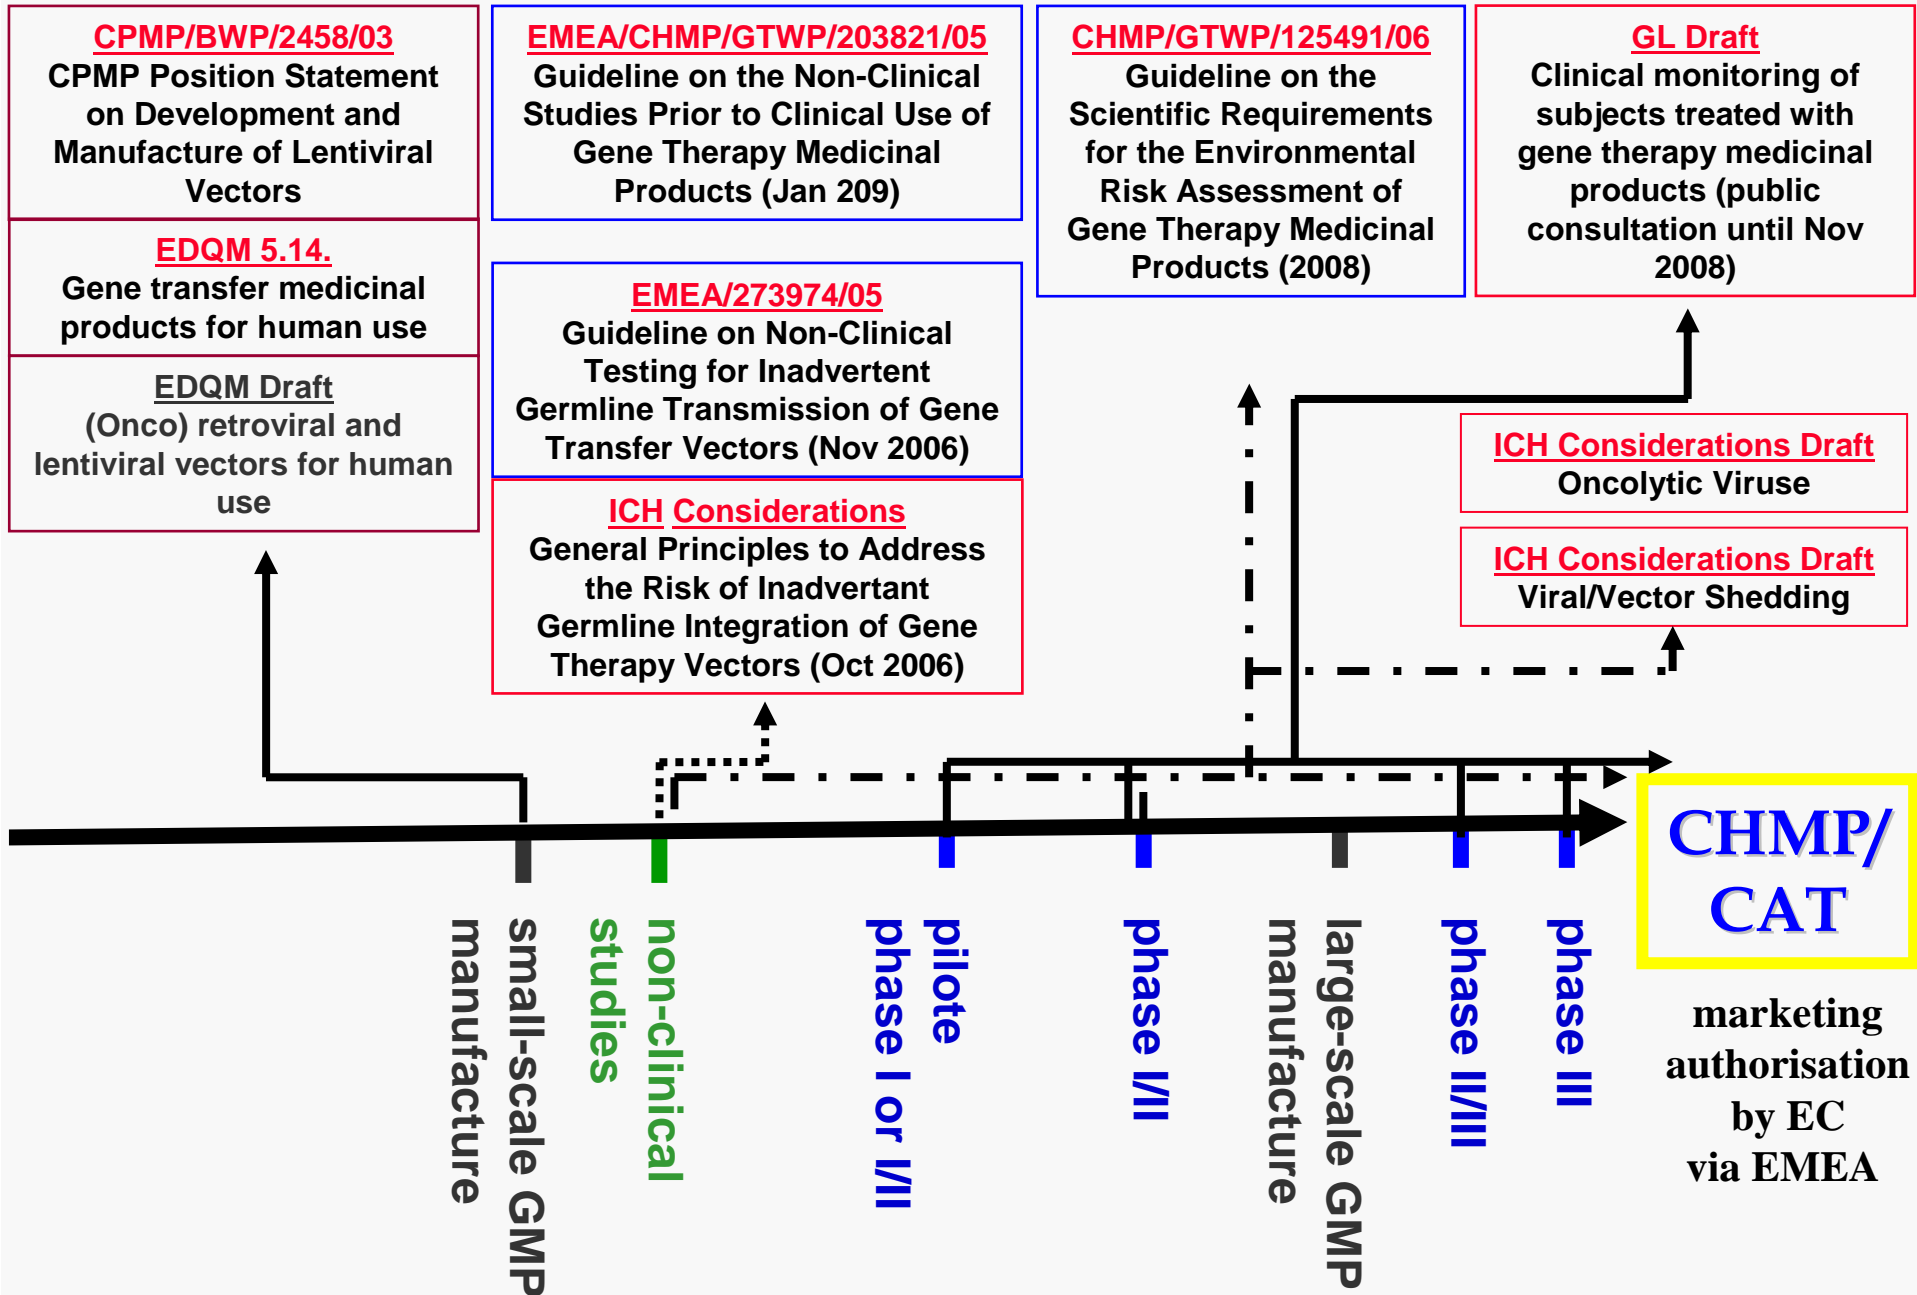 CPMP/BWP/2458/03
CPMP Position Statement
on Development and
Manufacture of Lentiviral
Vectors
EDQM 5.14.
Gene transfer medicinal
products for human use
EDQM Draft
(Onco) retroviral and
lentiviral vectors for human
use
EMEA/CHMP/GTWP/203821/05
Guideline on the Non-Clinical
Studies Prior to Clinical Use of
Gene Therapy Medicinal
Products (Jan 209)
EMEA/273974/05
Guideline on Non-Clinical
Testing for Inadvertent
Germline Transmission of Gene
Transfer Vectors (Nov 2006)
ICH Considerations
General Principles to Address
the Risk of Inadvertant
Germline Integration of Gene
Therapy Vectors (Oct 2006)
CHMP/GTWP/125491/06
Guideline on the
Scientific Requirements
for the Environmental
Risk Assessment of
Gene Therapy Medicinal
Products (2008)
GL Draft
Clinical monitoring of
subjects treated with
gene therapy medicinal
products (public
consultation until Nov
2008)
ICH Considerations Draft
Oncolytic Viruse
ICH Considerations Draft
Viral/Vector Shedding
small-scale GMP
manufacture
non-clinical
studies
pilote
phase I or I/II
phase I/II
large-scale GMP
manufacture
phase II/III
phase III
CHMP/
CAT
marketing
authorisation
by EC
via EMEA